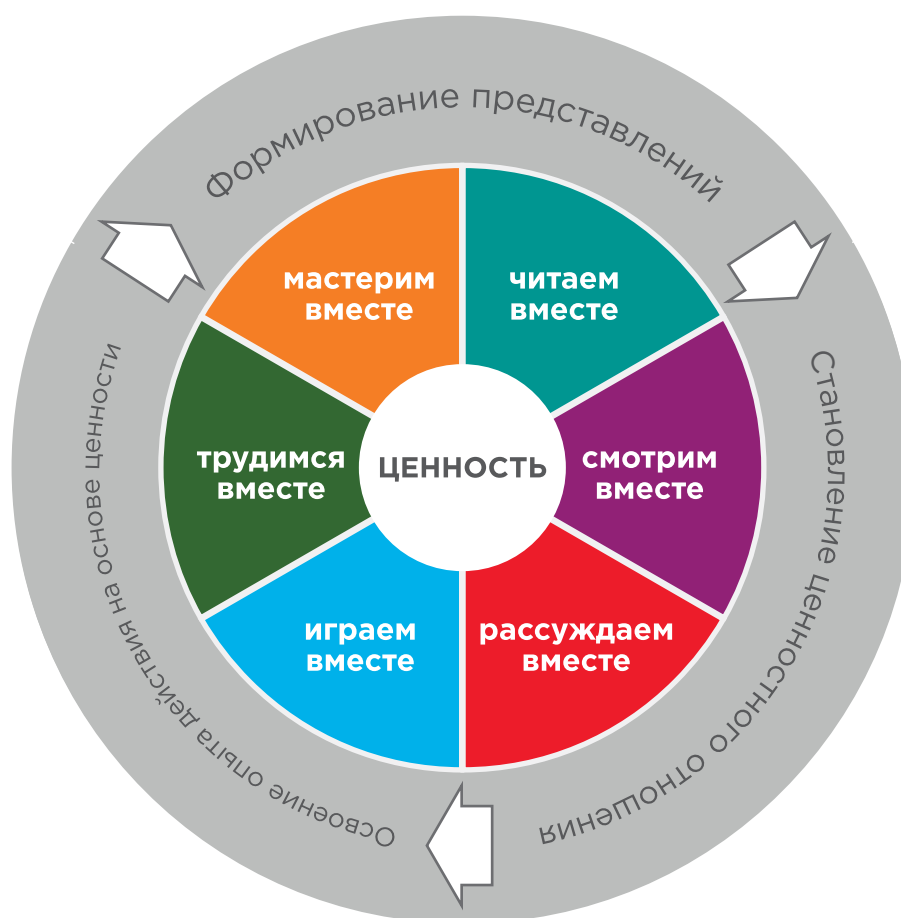 Формирование представлений
Становление ценностного отношения
Освоение опыта действия на основе ценности
мастерим
вместе
читаем
вместе
трудимся
вместе
ЦЕННОСТЬ
смотрим
вместе
играем
вместе
рассуждаем
вместе